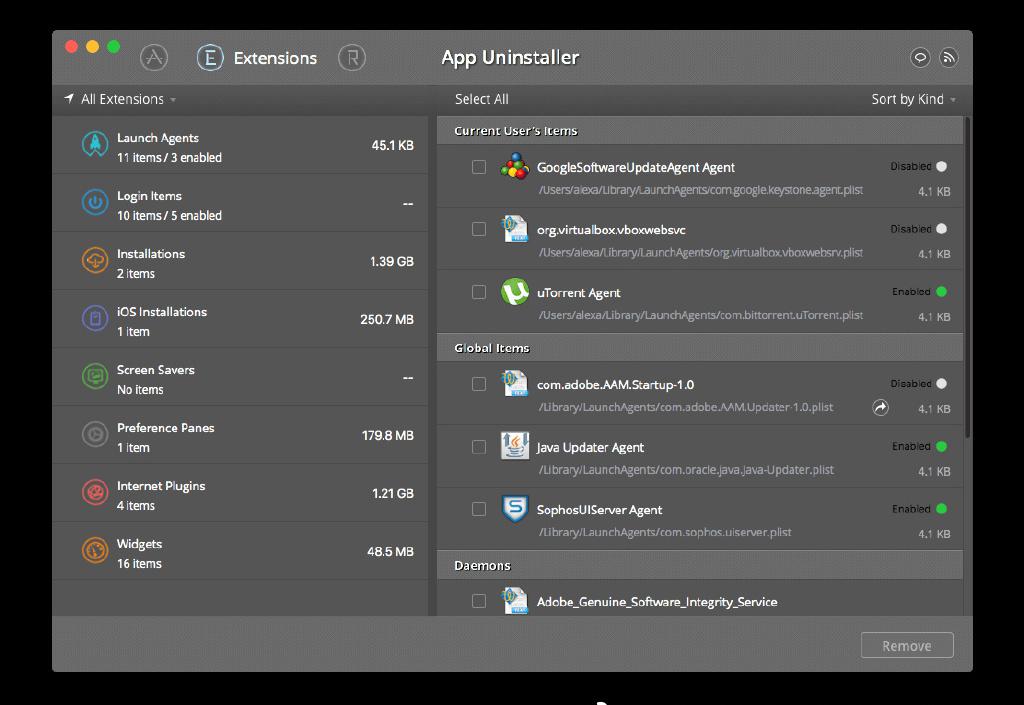 Extensions
App Uninstaller
All Extensions
Select All
Sort by Kind
Launch Agents
11 items / 3 enabled
45.1 KB
Login Items
10 items / 5 enabled
--
Installations
2 items
1.39 GB
iOS Installations
1 item
250.7 MB
Screen Savers
No items
--
Preference Panes
1 item
179.8 MB
Internet Plugins
4 items
1.21 GB
Widgets
16 items
48.5 MB
Current User's Items
GoogleSoftwareUpdateAgent Agent
Disabled
/Users/alexa/Library/LaunchAgents/com.google.keystone.agent.plist
4.1 KB
org.virtualbox.vboxwebsvc
Disabled
/Users/alexa/Library/LaunchAgents/org.virtualbox.vboxwebsrv.plist
4.1 KB
uTorrent Agent
Enabled
/Users/alexa/Library/LaunchAgents/com.bittorrent.uTorrent.plist
4.1 KB
Global Items
com.adobe.AAM.Startup-1.0
Disabled
/Library/LaunchAgents/com.adobe.AAM.Updater-1.0.plist
4.1 KB
Java Updater Agent
Enabled
/Library/LaunchAgents/com.oracle.java.Java-Updater.plist
4.1 KB
SophosUIServer Agent
Enabled
/Library/LaunchAgents/com.sophos.uiserver.plist
4.1 KB
Daemons
Adobe_Genuine_Software_Integrity_Service
Remove